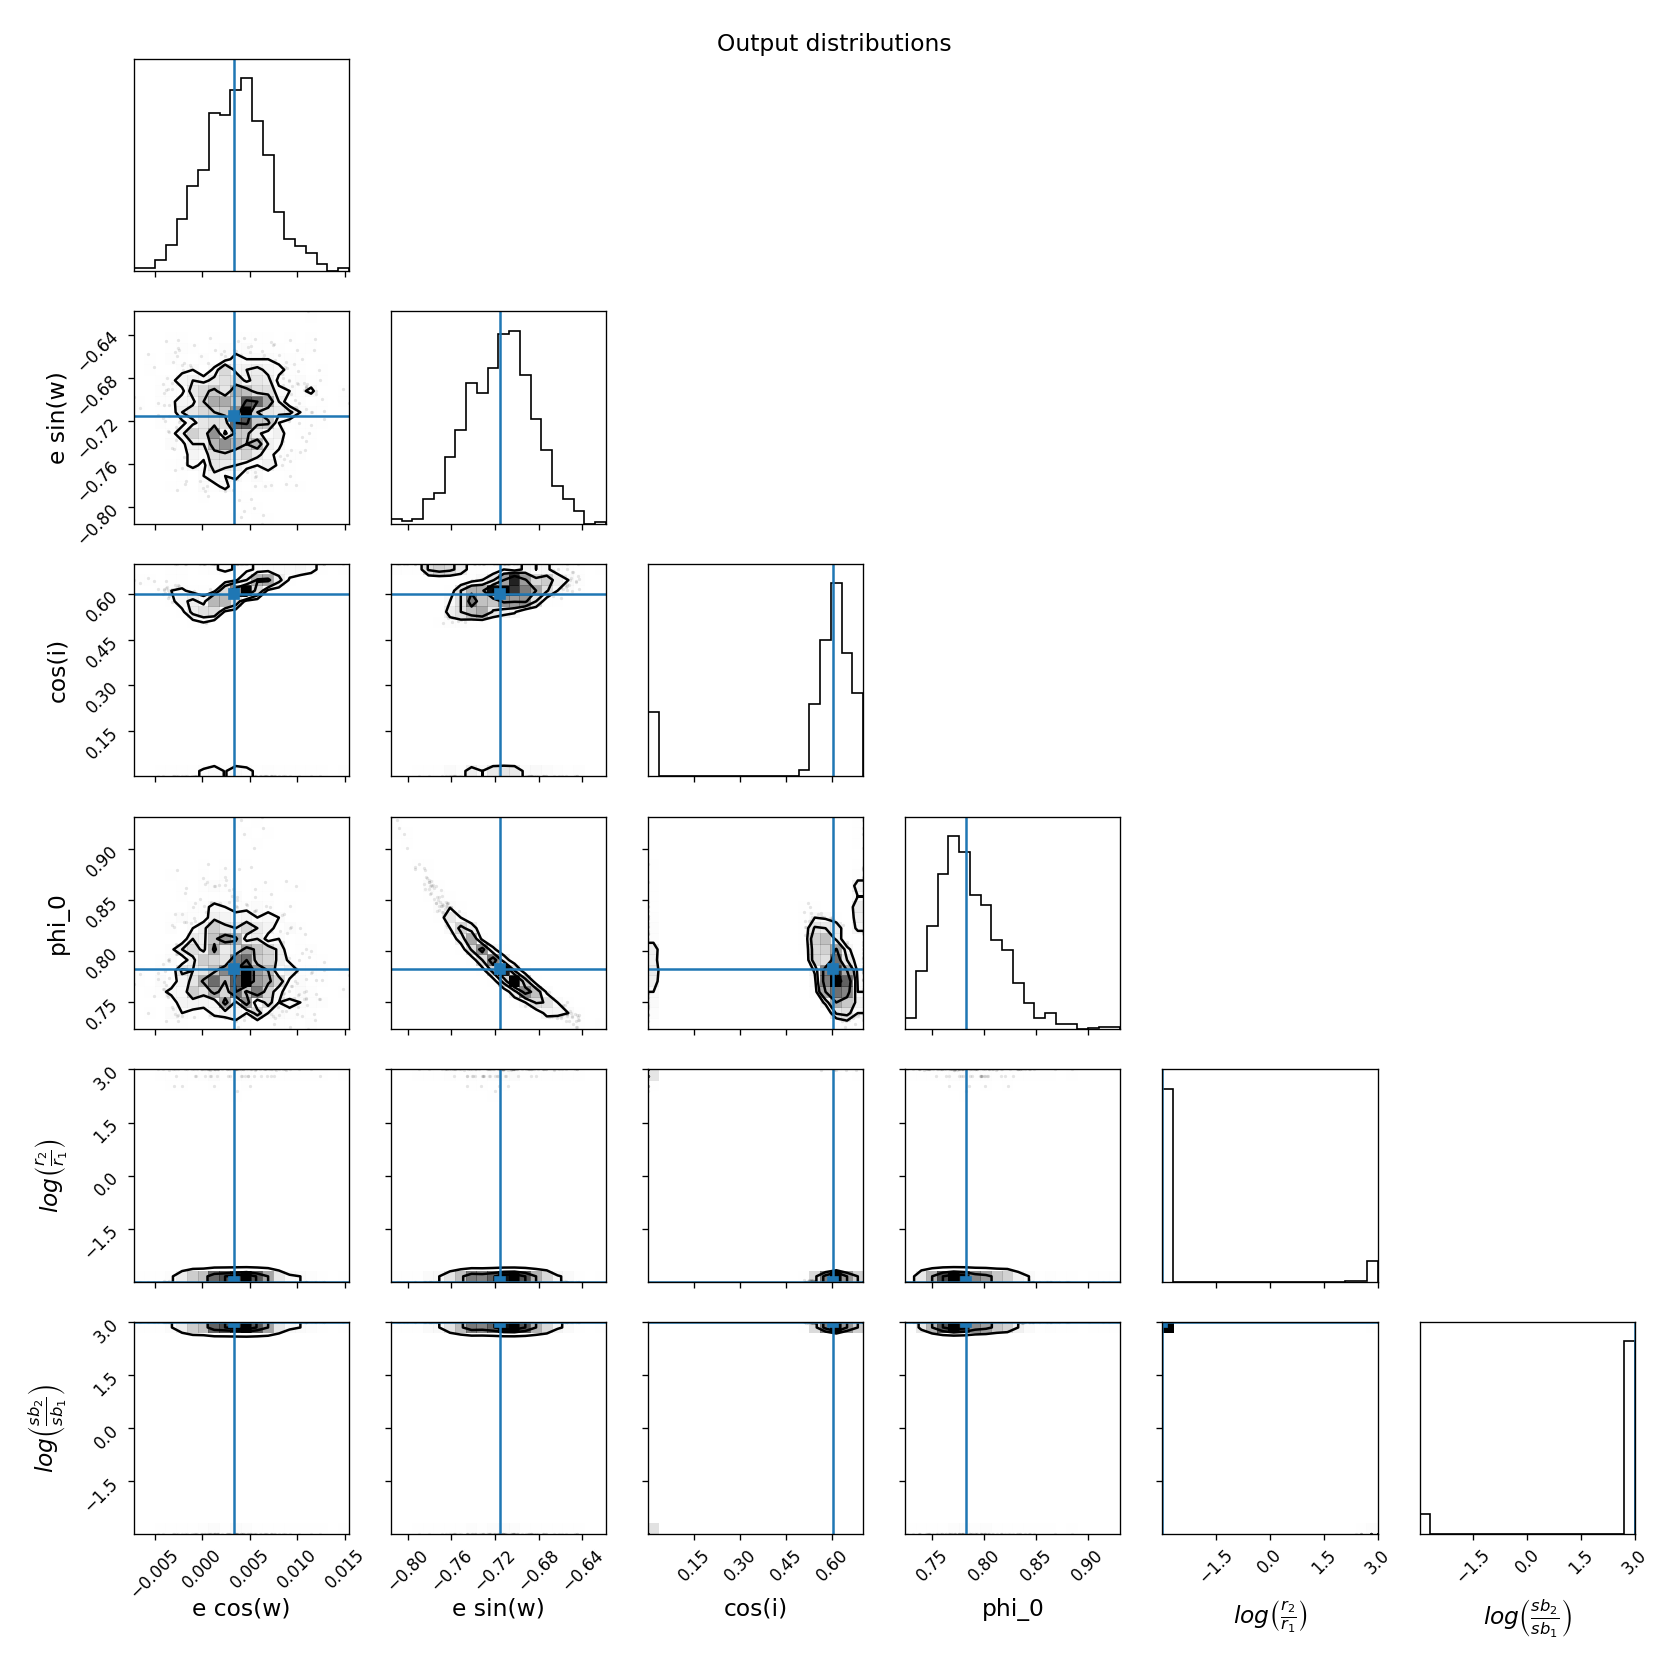 Output distributions
e sin(w)
−0.64
−0.68
−0.72
−0.76
−0.80
cos(i)
0.60
0.45
0.30
0.15
phi_0
0.90
0.85
0.80
0.75
log(r₂/r₁)
3.0
1.5
0.0
−1.5
log(sb₂/sb₁)
3.0
1.5
0.0
−1.5
−0.005 0.000 0.005 0.010 0.015 −0.80 −0.76 −0.72 −0.68 −0.64 0.15 0.30 0.45 0.60 0.75 0.80 0.85 0.90 −1.5 0.0 1.5 3.0 −1.5 0.0 1.5 3.0
e cos(w) e sin(w) cos(i) phi_0 log(r₂/r₁) log(sb₂/sb₁)